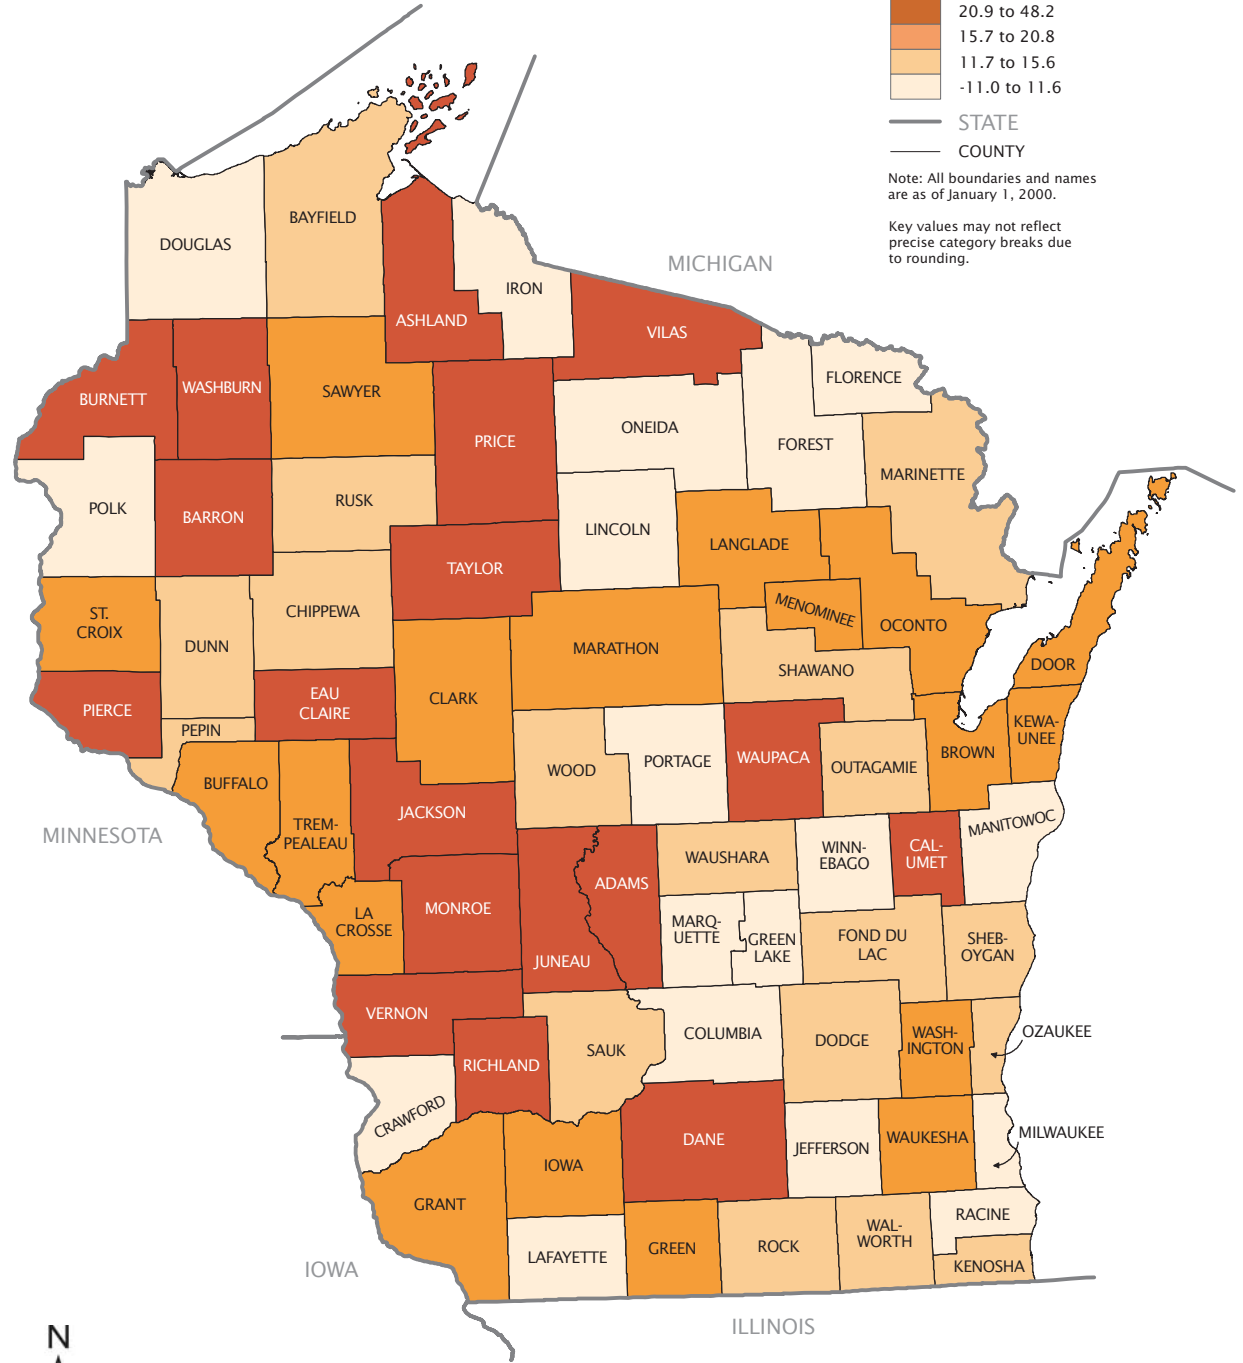 20.9 to 48.2
15.7 to 20.8
11.7 to 15.6
-11.0 to 11.6
STATE
COUNTY
Note: All boundaries and names
are as of January 1, 2000.
Key values may not reflect
precise category breaks due
to rounding.
BAYFIELD
DOUGLAS
MICHIGAN
IRON
ASHLAND
VILAS
FLORENCE
WASHBURN
SAWYER
BURNETT
ONEIDA
PRICE
FOREST
MARINETTE
RUSK
POLK
BARRON
LINCOLN
LANGLADE
TAYLOR
MENOMINEE
CHIPPEWA
ST.
CROIX
OCONTO
DUNN
MARATHON
DOOR
SHAWANO
CLARK
EAU
CLAIRE
PIERCE
PEPIN
KEWA-
UNEE
BROWN
WAUPACA
PORTAGE
OUTAGAMIE
WOOD
BUFFALO
JACKSON
MANITOWOC
TREM-
PEALEAU
MINNESOTA
WINN-
EBAGO
CAL-
UMET
WAUSHARA
ADAMS
MONROE
LA
CROSSE
MARQ-
UETTE
GREEN
LAKE
FOND DU
LAC
SHEB-
OYGAN
JUNEAU
VERNON
COLUMBIA
DODGE
WASH-
INGTON
OZAUKEE
SAUK
RICHLAND
CRAWFORD
DANE
JEFFERSON
WAUKESHA
MILWAUKEE
IOWA
GRANT
RACINE
WAL-
WORTH
ROCK
GREEN
LAFAYETTE
KENOSHA
IOWA
ILLINOIS
N